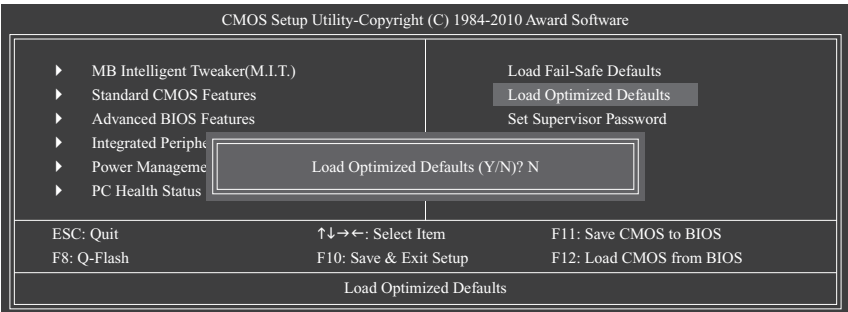 CMOS Setup Utility-Copyright (C) 1984-2010 Award Software
MB Intelligent Tweaker(M.I.T.)
Standard CMOS Features
Advanced BIOS Features
Integrated Periphe
Power Manageme
PC Health Status
Load Fail-Safe Defaults
Load Optimized Defaults
Set Supervisor Password
Load Optimized Defaults (Y/N)? N
ESC: Quit
↑↓→←: Select Item
F11: Save CMOS to BIOS
F8: Q-Flash
F10: Save & Exit Setup
F12: Load CMOS from BIOS
Load Optimized Defaults